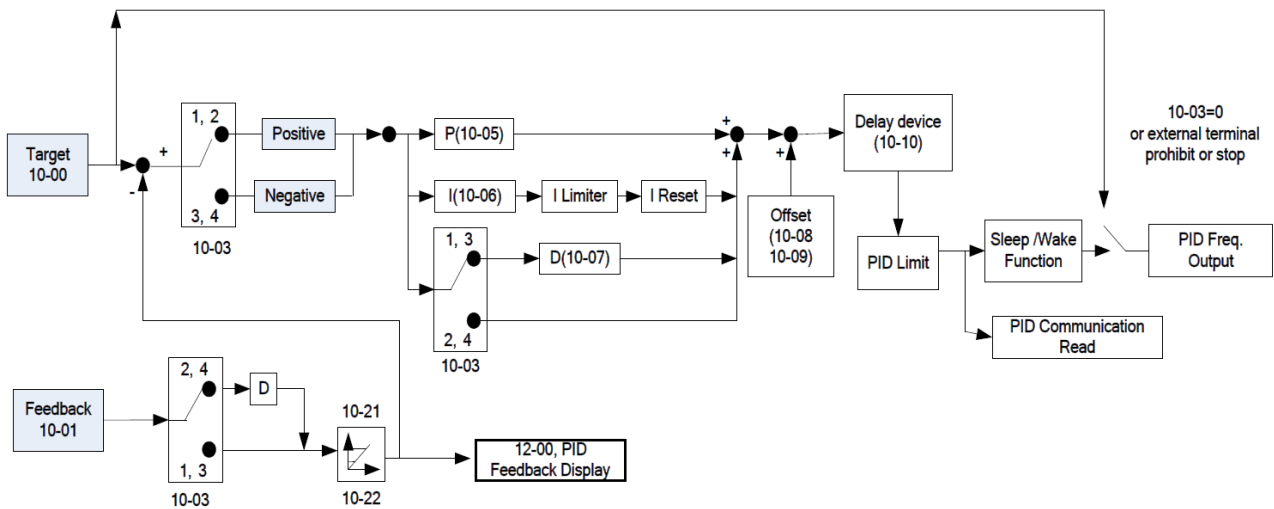 Target
10-00
+
-
1, 2
3, 4
10-03
Positive
Negative
P(10-05)
I(10-06)
I Limiter
I Reset
1, 3
2, 4
10-03
D(10-07)
+
+
+
Offset
(10-08
10-09)
Delay device
(10-10)
PID Limit
Sleep /Wake
Function
PID Communication
Read
10-03=0
or external terminal
prohibit or stop
PID Freq.
Output
Feedback
10-01
2, 4
1, 3
10-03
D
10-21
10-22
12-00, PID
Feedback Display